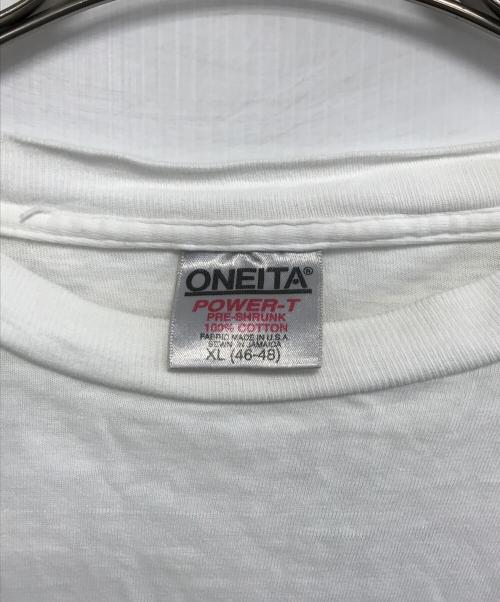 ONEITA®
POWER-T
PRE-SHRUNK
100% COTTON
FABRIC MADE IN U.S.A.
SEWN IN JAMAICA
XL (46-48)